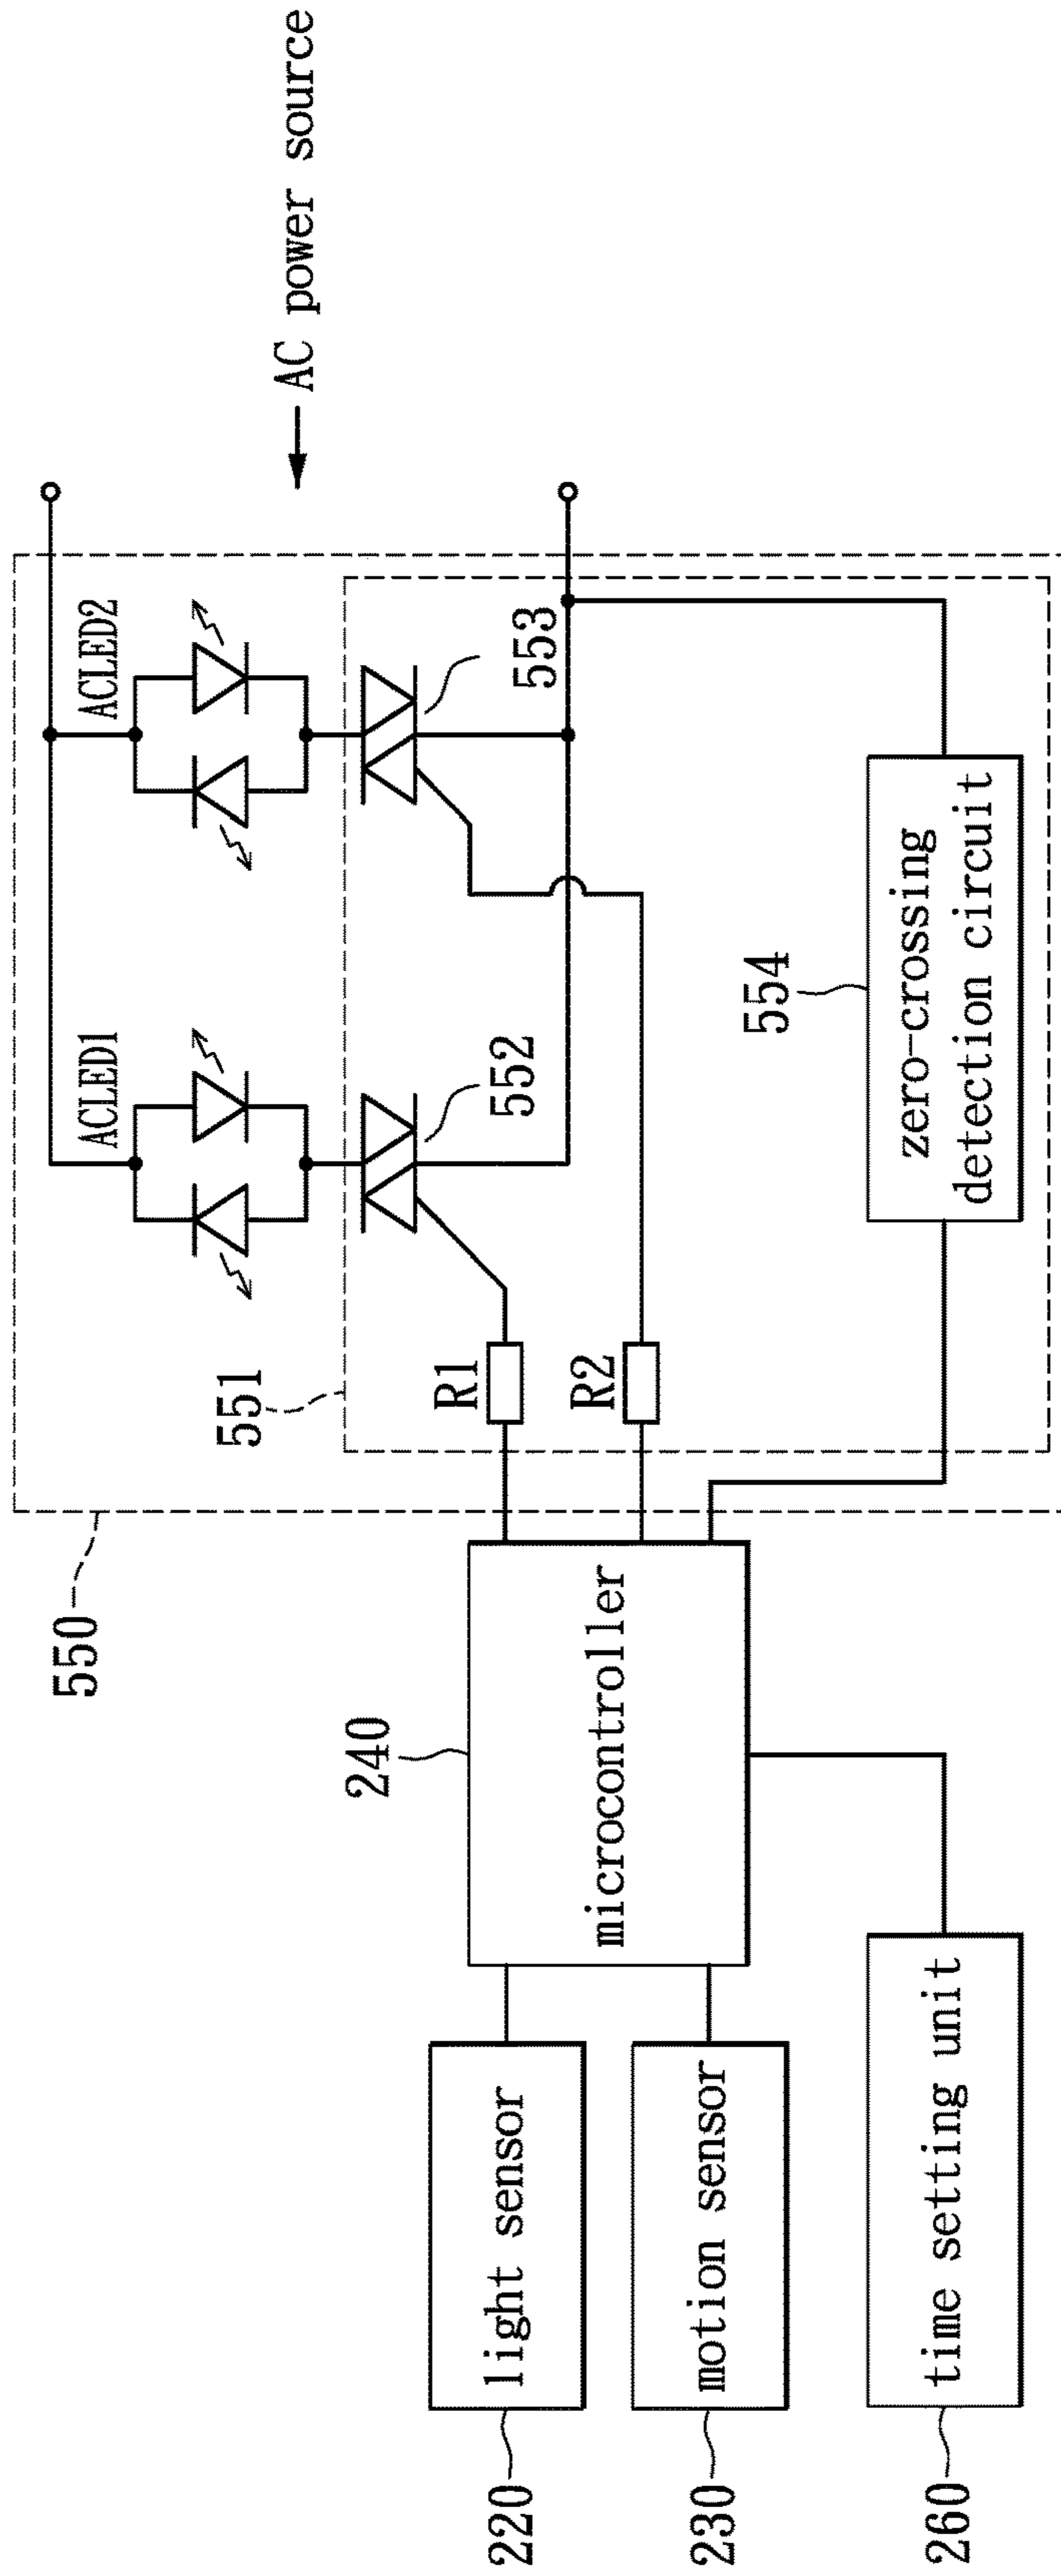 550
551
ACLED1
ACLED2
AC power source
552
553
R1
R2
554
zero-crossing
detection circuit
240
microcontroller
220
light sensor
230
motion sensor
260
time setting unit